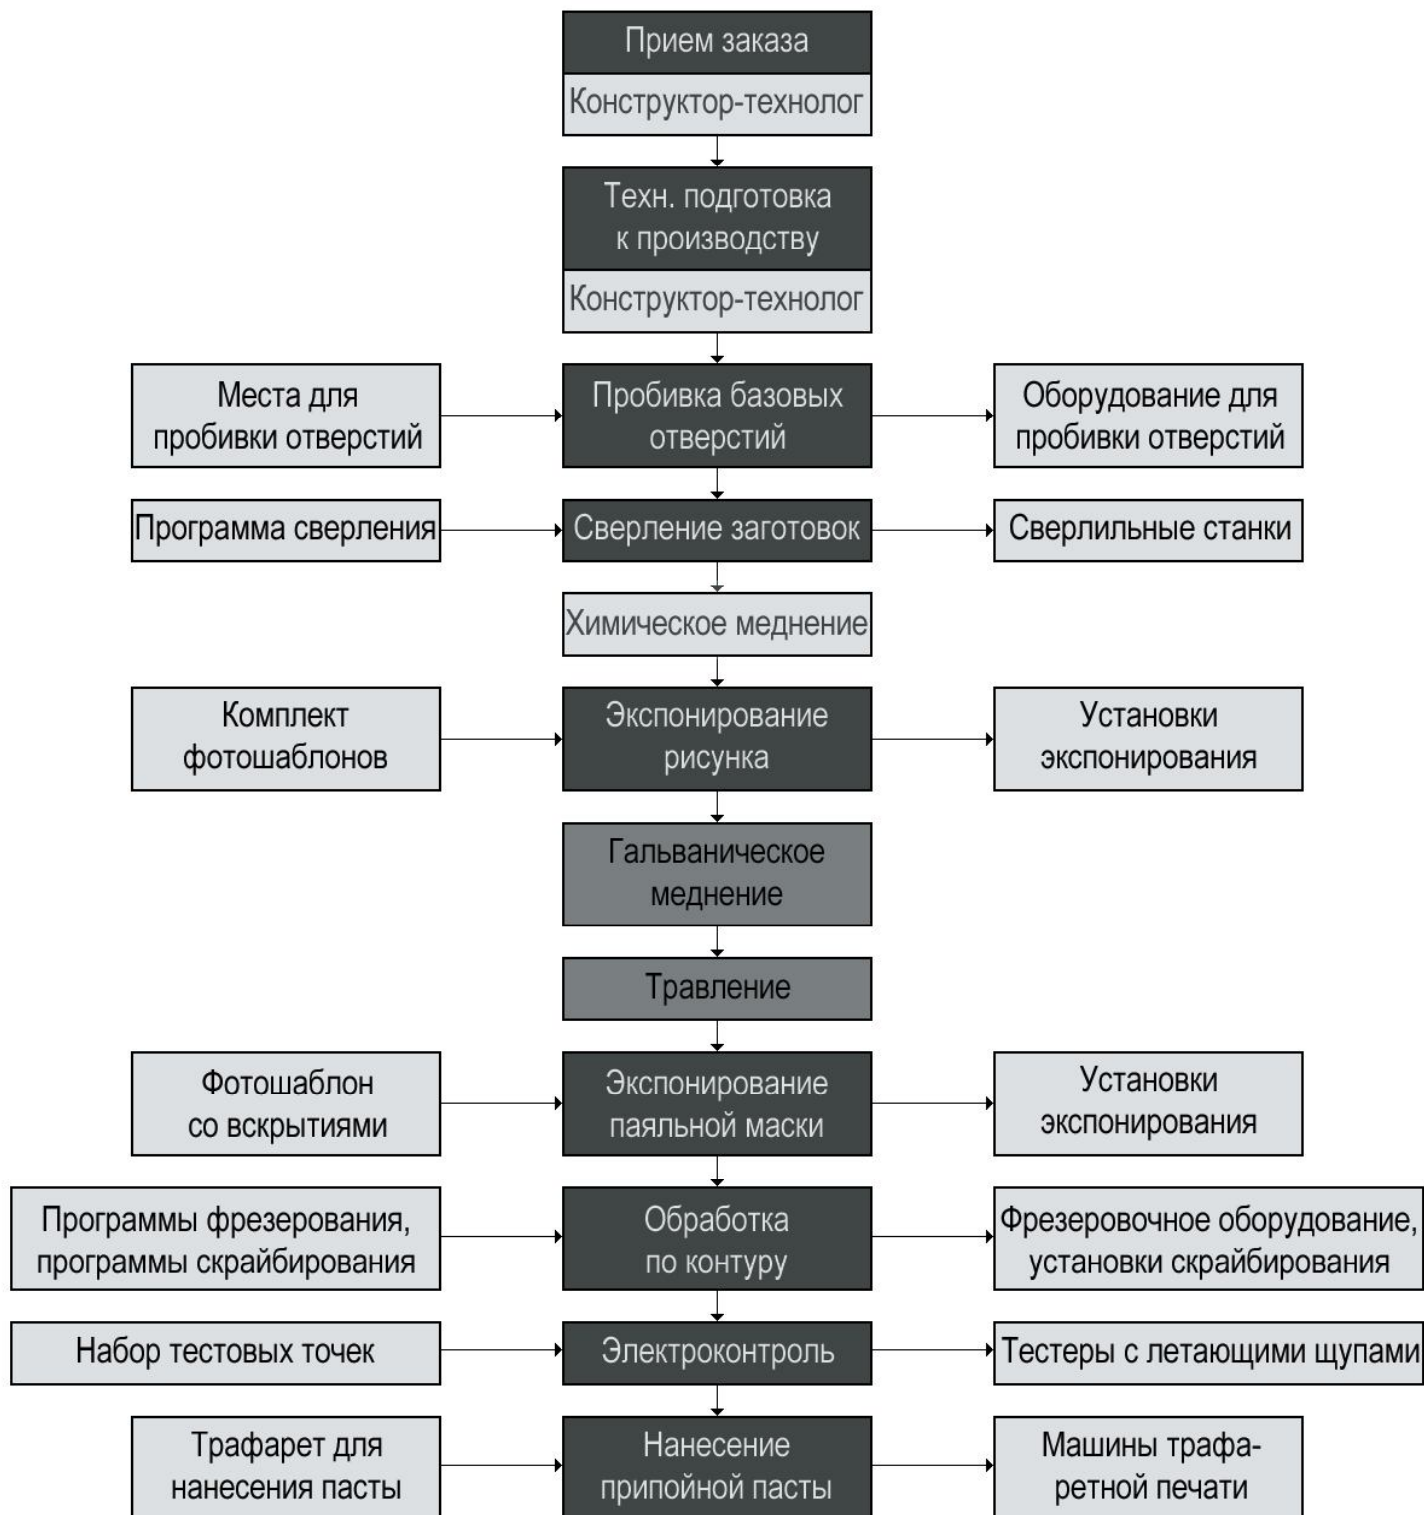 Прием заказа
Конструктор-технолог
Техн. подготовка
к производству
Конструктор-технолог
Места для
пробивки отверстий
Пробивка базовых
отверстий
Оборудование для
пробивки отверстий
Программа сверления
Сверление заготовок
Сверлильные станки
Химическое меднение
Комплект
фотошаблонов
Экспонирование
рисунка
Установки
экспонирования
Гальваническое
меднение
Травление
Фотошаблон
со вскрытиями
Экспонирование
паяльной маски
Установки
экспонирования
Программы фрезерования,
программы скрайбирования
Обработка
по контуру
Фрезеровочное оборудование,
установки скрайбирования
Набор тестовых точек
Электроконтроль
Тестеры с летающими щупами
Трафарет для
нанесения пасты
Нанесение
припойной пасты
Машины трафа-
ретной печати